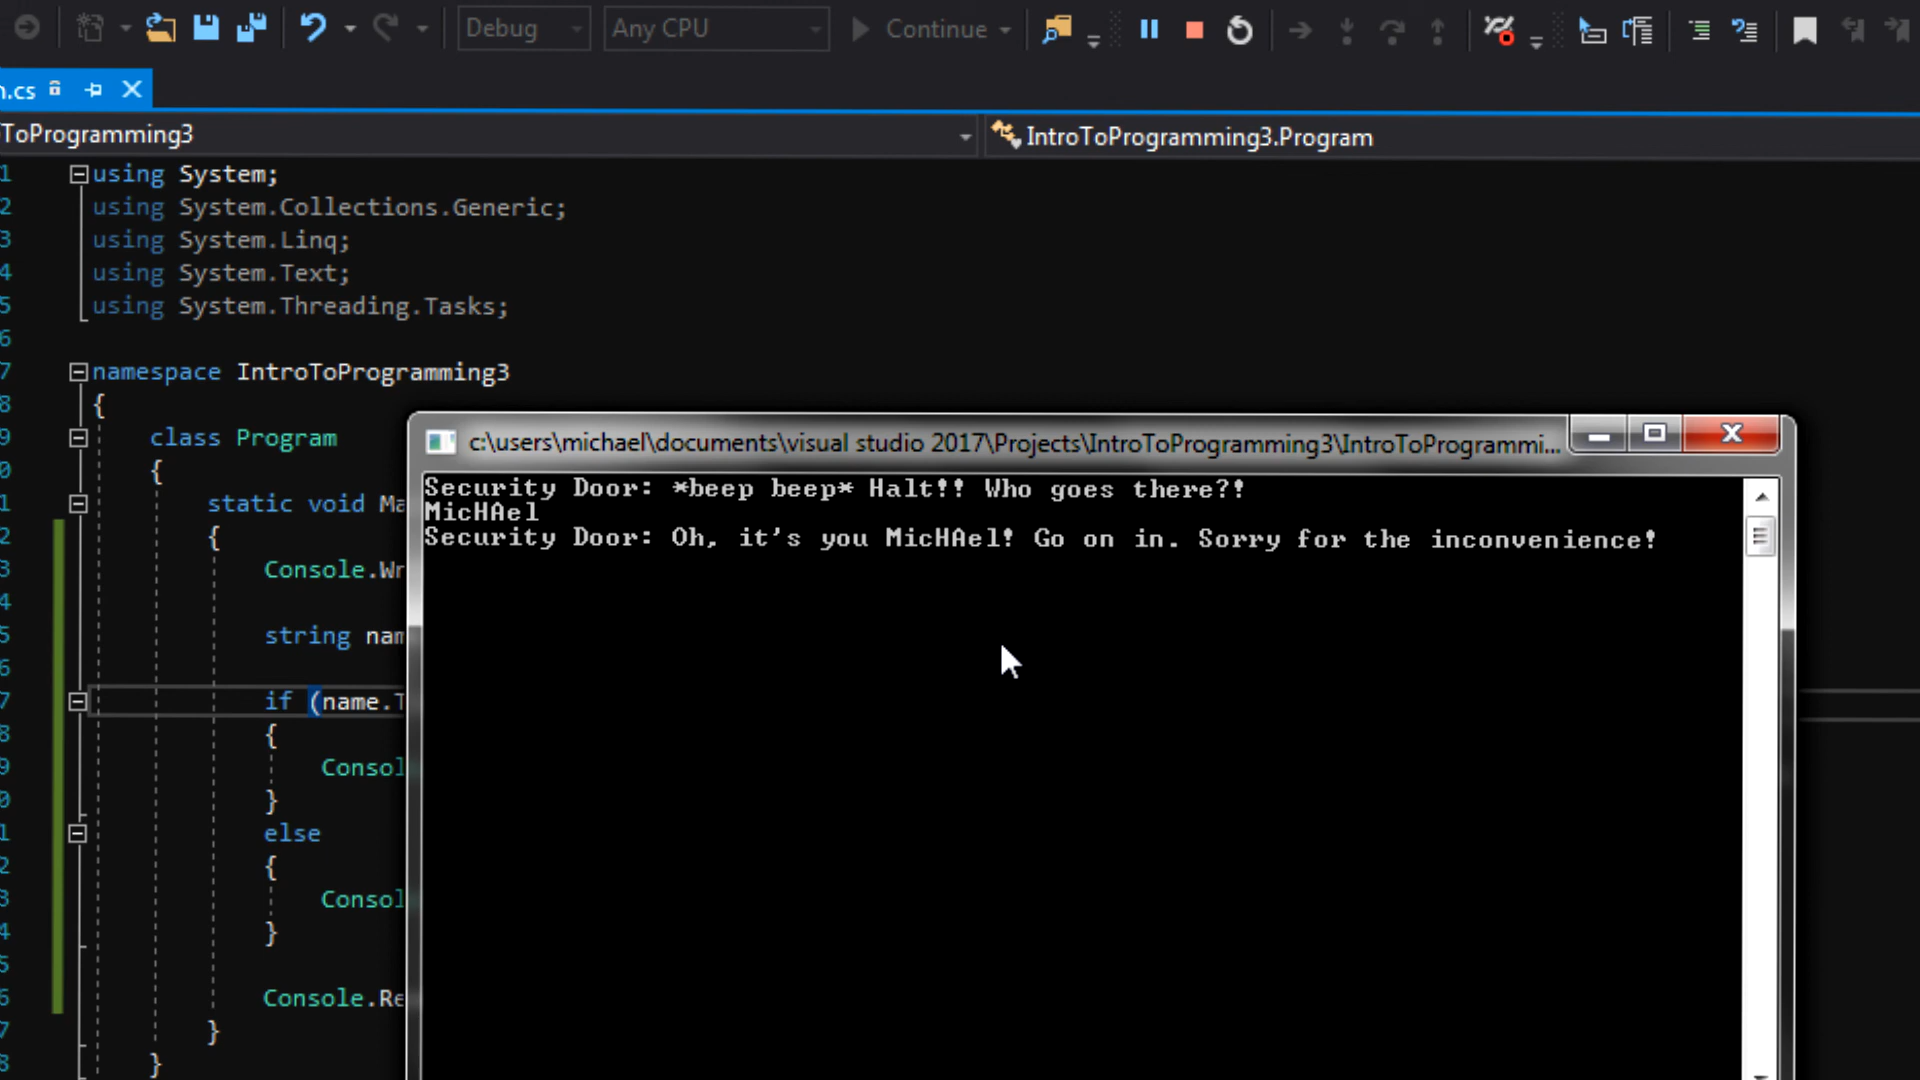 Debug
Any CPU
Continue
.cs
ToProgramming3
IntroToProgramming3.Program
1 using System;
2 using System.Collections.Generic;
3 using System.Linq;
4 using System.Text;
5 using System.Threading.Tasks;
6
7 namespace IntroToProgramming3
8 {
9 class Program
0 {
1 static void Ma
2 {
3 Console.Wr
4
5 string nam
6
7 if (name.T
8 {
9 Consol
0 }
1 else
2 {
3 Consol
4 }
5
6 Console.Re
7 }
8 }
c:\users\michael\documents\visual studio 2017\Projects\IntroToProgramming3\IntroToProgrammi...
Security Door: *beep beep* Halt!! Who goes there?!
MicHAel
Security Door: Oh, it's you MicHAel! Go on in. Sorry for the inconvenience!